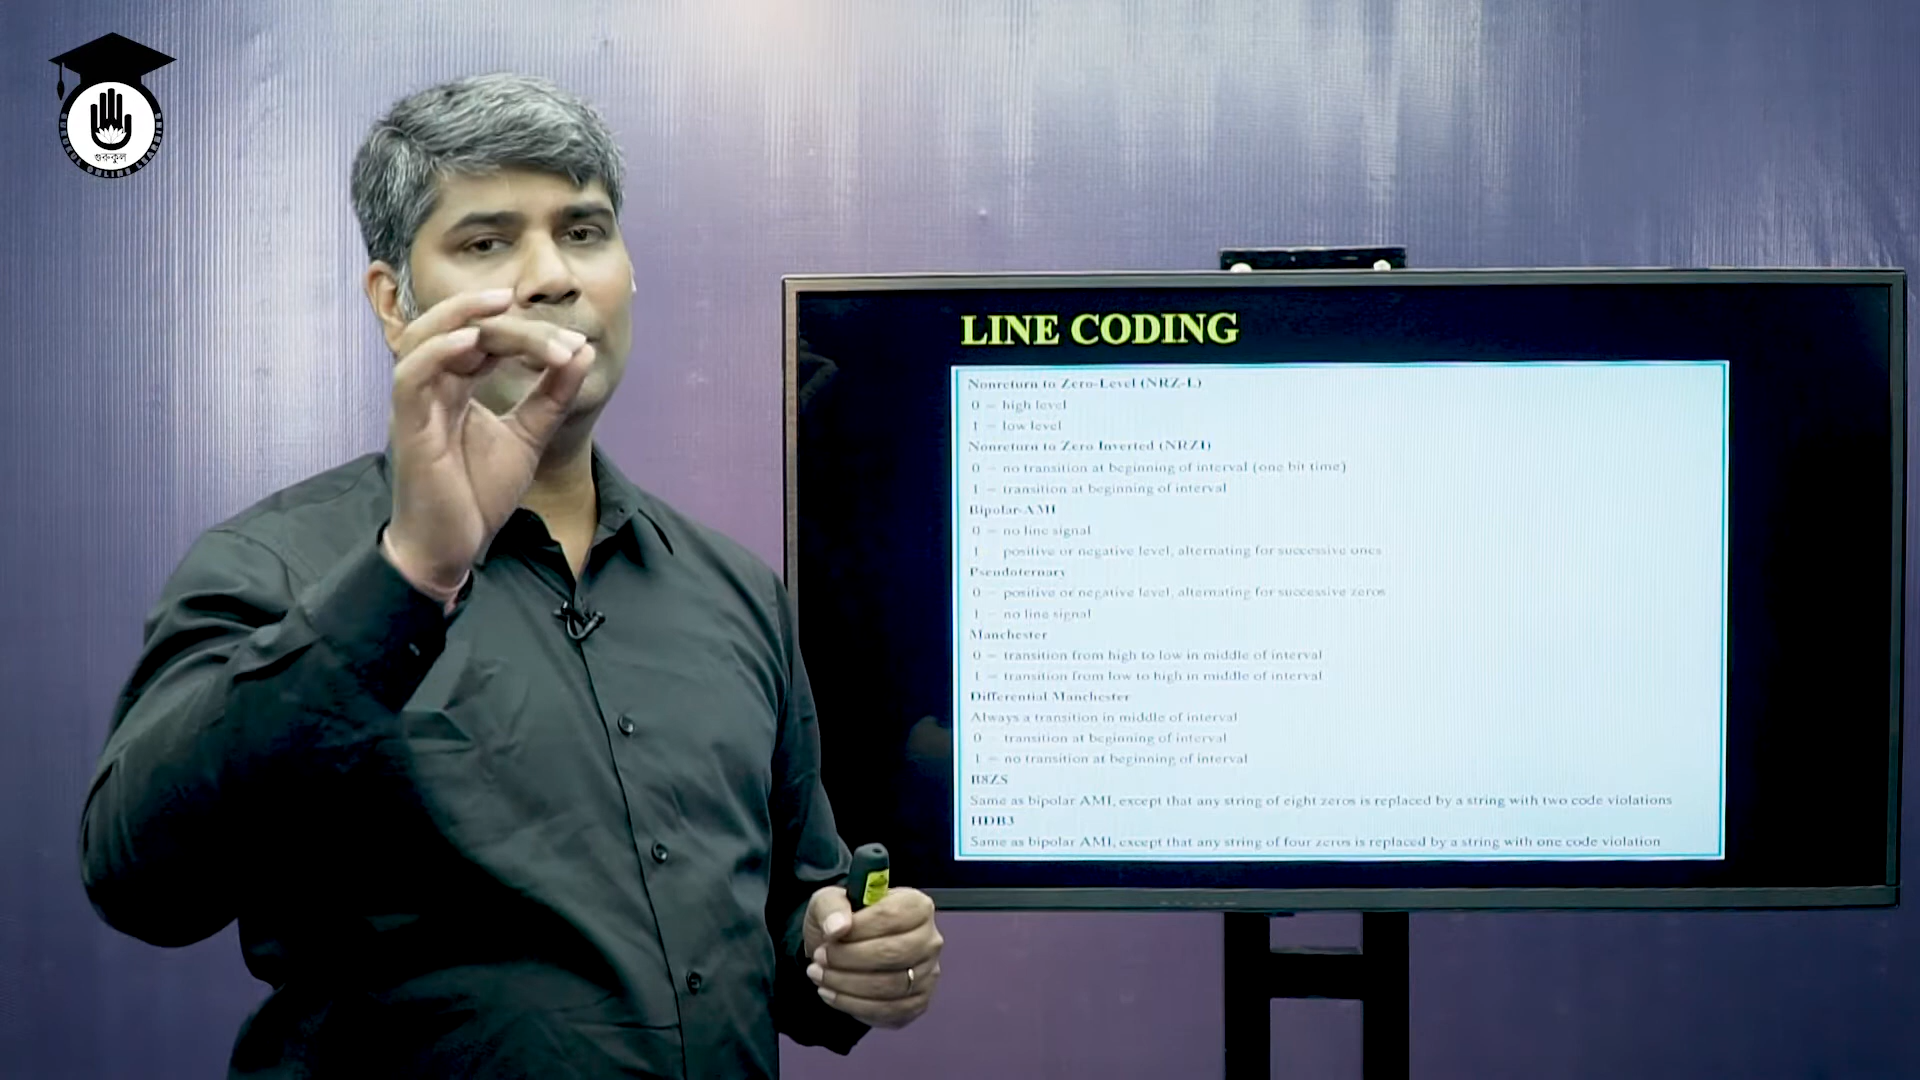 গুরুকুল
GURUKUL ONLINE LEARNING
LINE CODING
Nonreturn to Zero-Level (NRZ-L)
0 = high level
1 = low level
Nonreturn to Zero Inverted (NRZI)
0 = no transition at beginning of interval (one bit time)
1 = transition at beginning of interval
Bipolar-AMI
0 = no line signal
1 = positive or negative level, alternating for successive ones
Pseudoternary
0 = positive or negative level, alternating for successive zeros
1 = no line signal
Manchester
0 = transition from high to low in middle of interval
1 = transition from low to high in middle of interval
Differential Manchester
Always a transition in middle of interval
0 = transition at beginning of interval
1 = no transition at beginning of interval
B8ZS
Same as bipolar AMI, except that any string of eight zeros is replaced by a string with two code violations
HDB3
Same as bipolar AMI, except that any string of four zeros is replaced by a string with one code violation